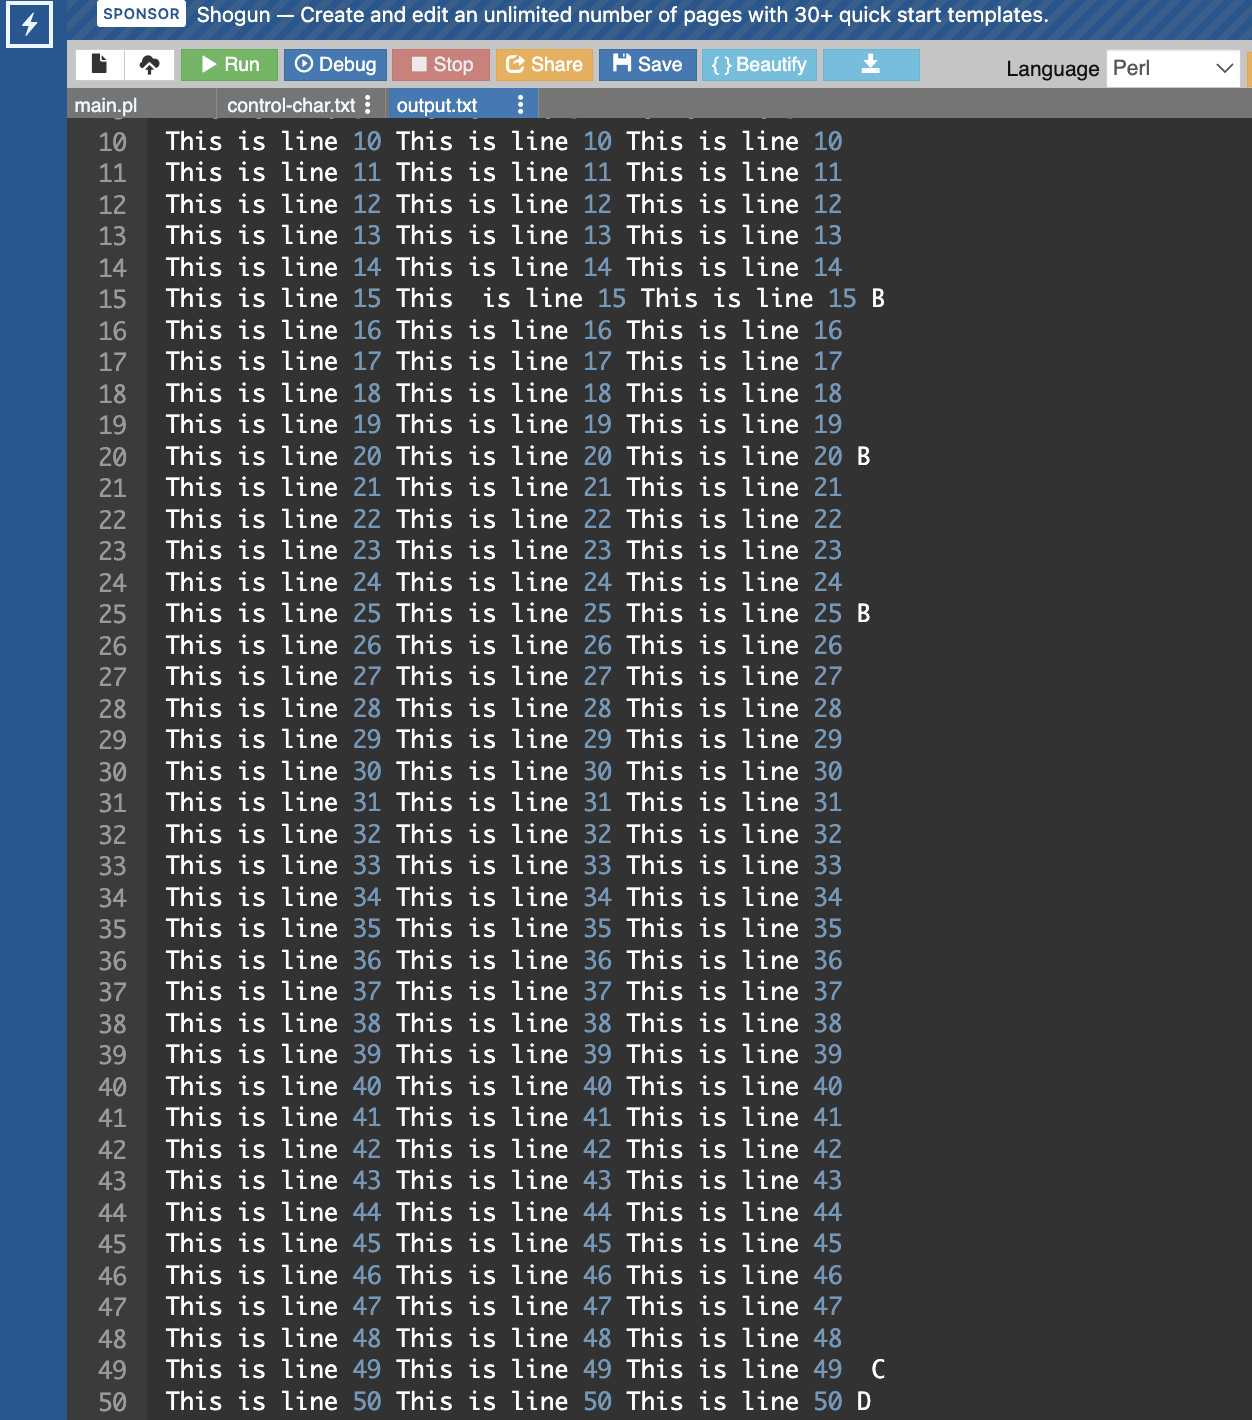 SPONSOR Shogun — Create and edit an unlimited number of pages with 30+ quick start templates.
Run Debug Stop Share Save { } Beautify Language Perl
main.pl control-char.txt output.txt
10 This is line 10 This is line 10 This is line 10
11 This is line 11 This is line 11 This is line 11
12 This is line 12 This is line 12 This is line 12
13 This is line 13 This is line 13 This is line 13
14 This is line 14 This is line 14 This is line 14
15 This is line 15 This  is line 15 This is line 15 B
16 This is line 16 This is line 16 This is line 16
17 This is line 17 This is line 17 This is line 17
18 This is line 18 This is line 18 This is line 18
19 This is line 19 This is line 19 This is line 19
20 This is line 20 This is line 20 This is line 20 B
21 This is line 21 This is line 21 This is line 21
22 This is line 22 This is line 22 This is line 22
23 This is line 23 This is line 23 This is line 23
24 This is line 24 This is line 24 This is line 24
25 This is line 25 This is line 25 This is line 25 B
26 This is line 26 This is line 26 This is line 26
27 This is line 27 This is line 27 This is line 27
28 This is line 28 This is line 28 This is line 28
29 This is line 29 This is line 29 This is line 29
30 This is line 30 This is line 30 This is line 30
31 This is line 31 This is line 31 This is line 31
32 This is line 32 This is line 32 This is line 32
33 This is line 33 This is line 33 This is line 33
34 This is line 34 This is line 34 This is line 34
35 This is line 35 This is line 35 This is line 35
36 This is line 36 This is line 36 This is line 36
37 This is line 37 This is line 37 This is line 37
38 This is line 38 This is line 38 This is line 38
39 This is line 39 This is line 39 This is line 39
40 This is line 40 This is line 40 This is line 40
41 This is line 41 This is line 41 This is line 41
42 This is line 42 This is line 42 This is line 42
43 This is line 43 This is line 43 This is line 43
44 This is line 44 This is line 44 This is line 44
45 This is line 45 This is line 45 This is line 45
46 This is line 46 This is line 46 This is line 46
47 This is line 47 This is line 47 This is line 47
48 This is line 48 This is line 48 This is line 48
49 This is line 49 This is line 49 This is line 49  C
50 This is line 50 This is line 50 This is line 50 D